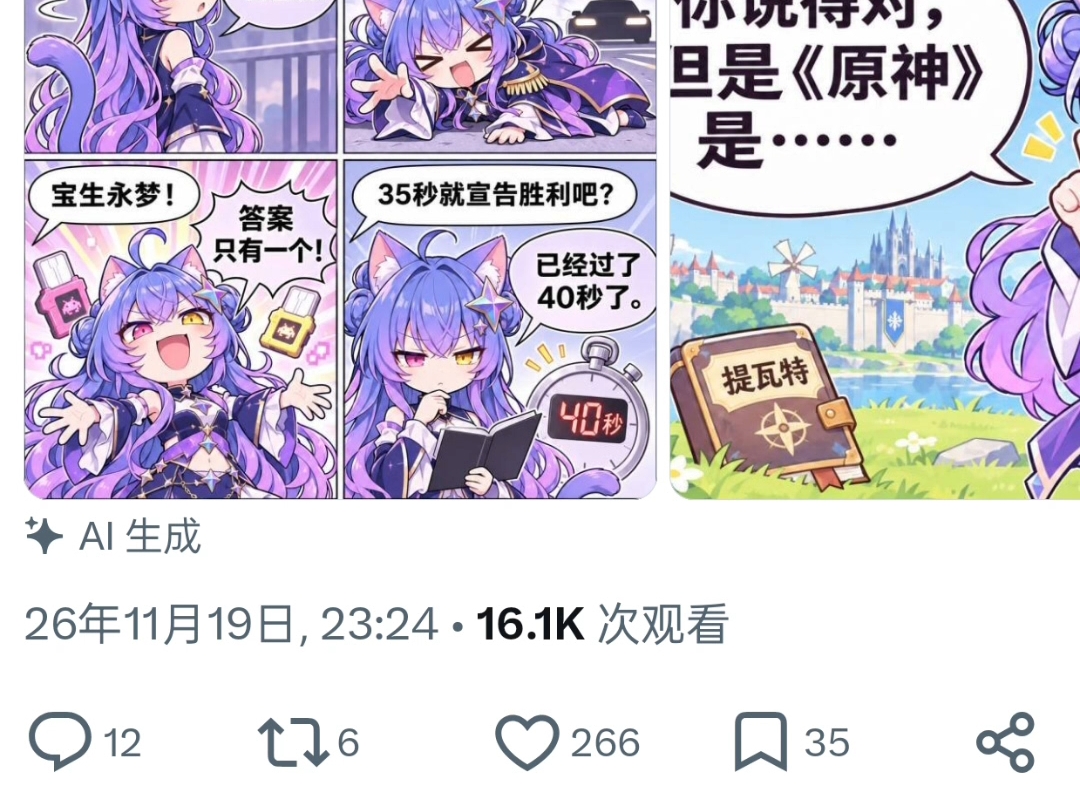 宝生永梦！
答案
只有一个！
35秒就宣告胜利吧？
已经过了
40秒了。
40秒
你说得对，
但是《原神》
是……
提瓦特
AI 生成
26年11月19日, 23:24 • 16.1K 次观看
12
6
266
35